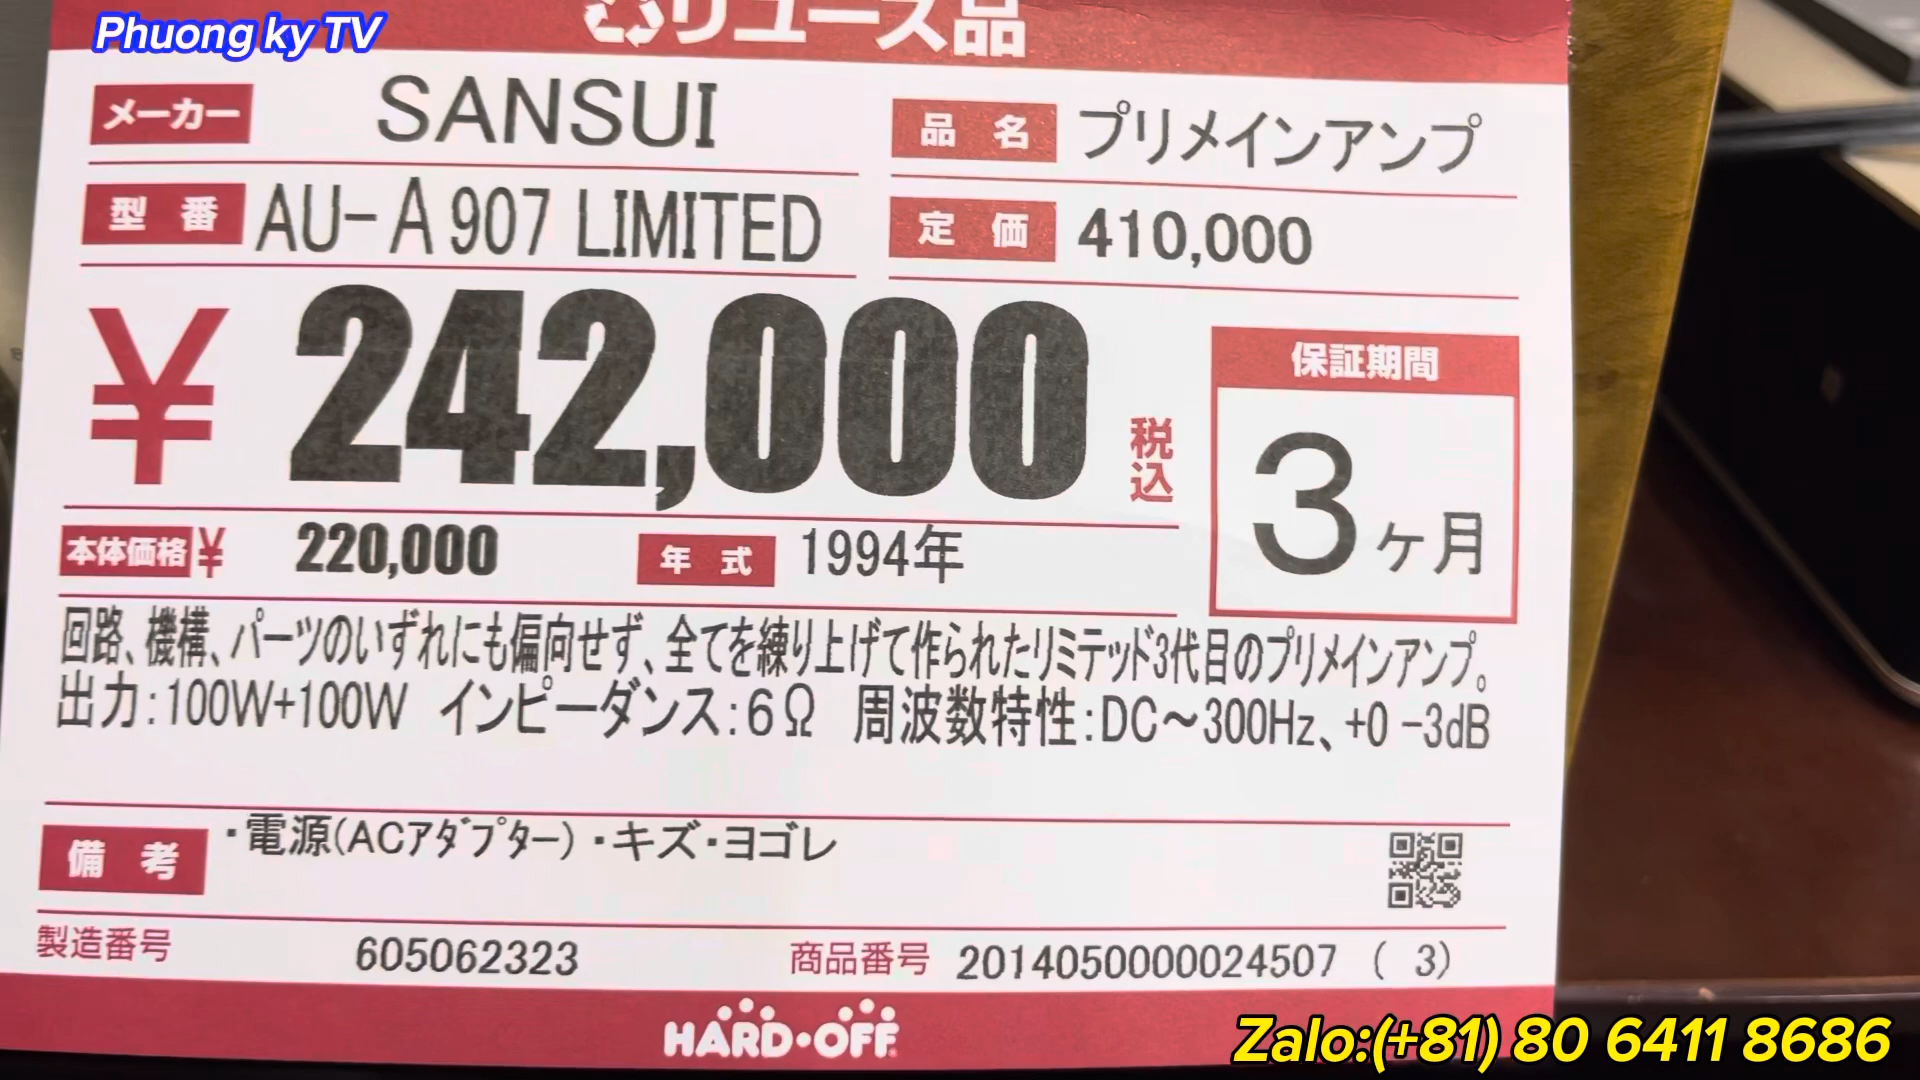 Phuong ky TV
リユース品
メーカー SANSUI
品名 プリメインアンプ
型番 AU-A907 LIMITED
定価 410,000
¥242,000 税込
保証期間
3ヶ月
本体価格¥ 220,000
年式 1994年
回路、機構、パーツのいずれにも偏向せず、全てを練り上げて作られたリミテッド3代目のプリメインアンプ。
出力:100W+100W インピーダンス:6Ω 周波数特性:DC～300Hz、+0 -3dB
備考 ・電源(ACアダプター)・キズ・ヨゴレ
製造番号 605062323 商品番号 2014050000024507 ( 3)
HARD・OFF
Zalo:(+81) 80 6411 8686